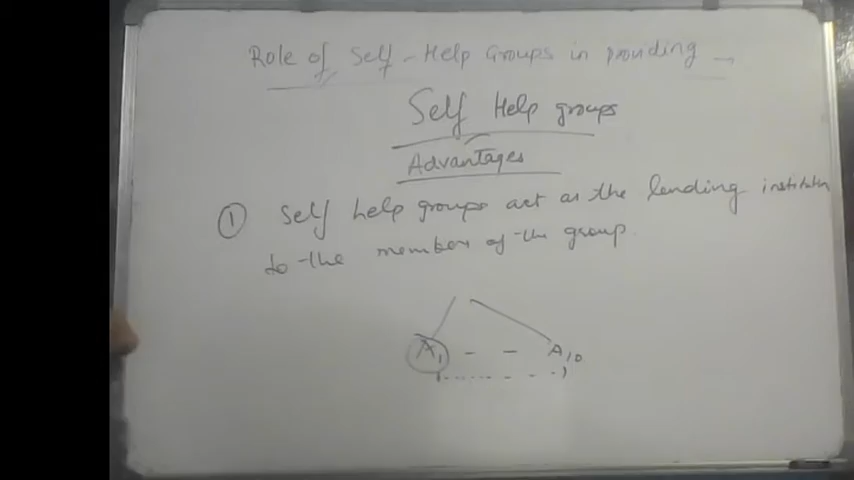 Role of Self-Help Groups in providing →
Self Help groups
Advantages
① Self help groups act as the lending institution
to the member of the group.
A1 - - A10